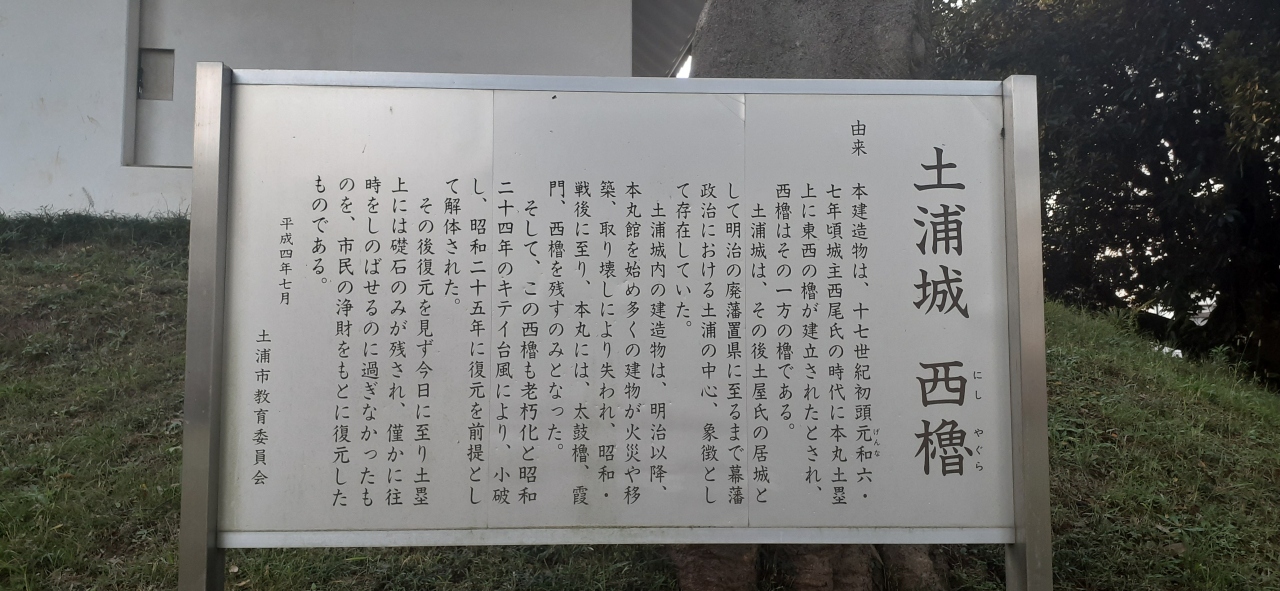 土浦城 西櫓
にし やぐら
由来 本建造物は、十七世紀初頭元和六・
げんな
七年頃城主西尾氏の時代に本丸土塁
上に東西の櫓が建立されたとされ、
西櫓はその一方の櫓である。
土浦城は、その後土屋氏の居城と
して明治の廃藩置県に至るまで幕藩
政治における土浦の中心、象徴とし
て存在していた。
土浦城内の建造物は、明治以降、
本丸館を始め多くの建物が火災や移
築、取り壊しにより失われ、昭和・
戦後に至り、本丸には、太鼓櫓、霞
門、西櫓を残すのみとなった。
そして、この西櫓も老朽化と昭和
二十四年のキテイ台風により、小破
し、昭和二十五年に復元を前提とし
て解体された。
その後復元を見ず今日に至り土塁
上には礎石のみが残され、僅かに往
時をしのばせるのに過ぎなかったも
のを、市民の浄財をもとに復元した
ものである。
平成四年七月
土浦市教育委員会